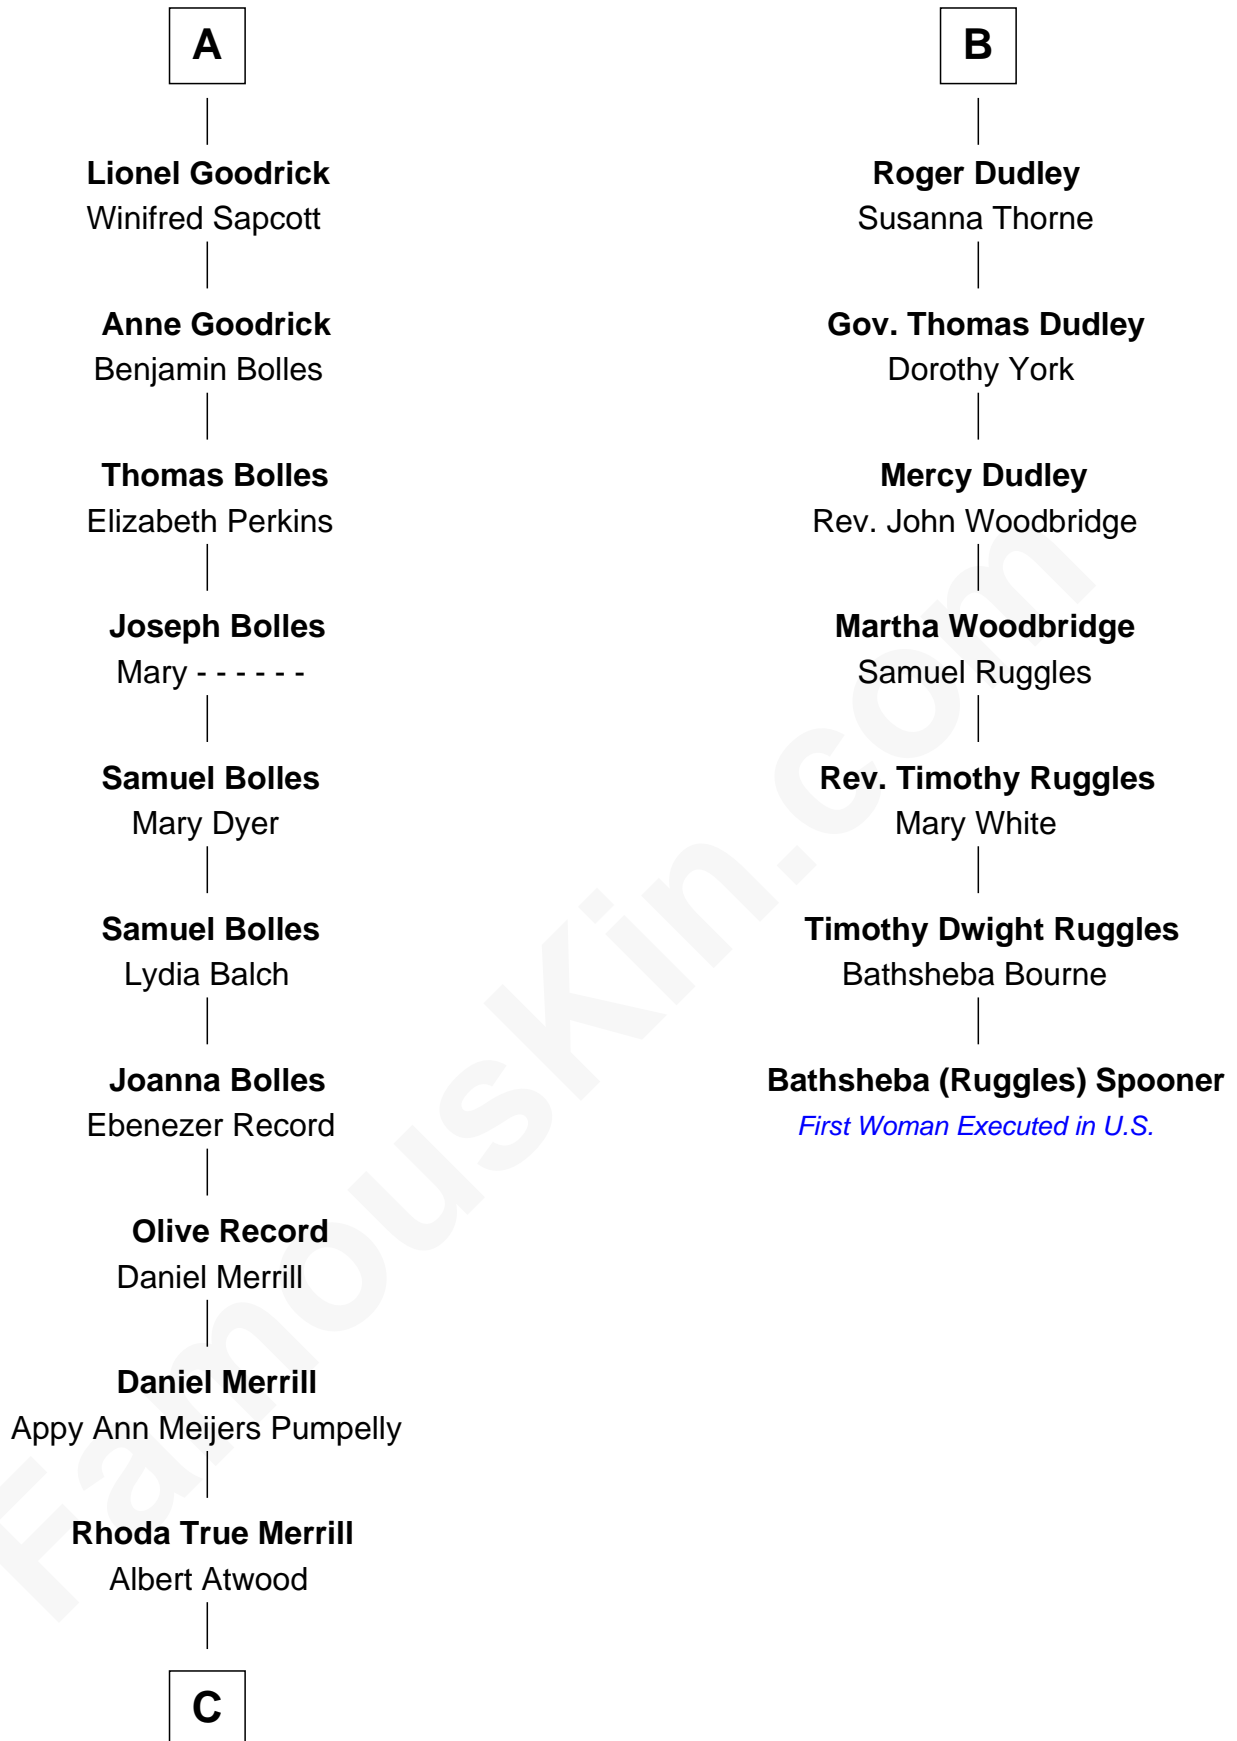 A
Lionel Goodrick
Winifred Sapcott
Anne Goodrick
Benjamin Bolles
Thomas Bolles
Elizabeth Perkins
Joseph Bolles
Mary - - - - - -
Samuel Bolles
Mary Dyer
Samuel Bolles
Lydia Balch
Joanna Bolles
Ebenezer Record
Olive Record
Daniel Merrill
Daniel Merrill
Appy Ann Meijers Pumpelly
Rhoda True Merrill
Albert Atwood
C
B
Roger Dudley
Susanna Thorne
Gov. Thomas Dudley
Dorothy York
Mercy Dudley
Rev. John Woodbridge
Martha Woodbridge
Samuel Ruggles
Rev. Timothy Ruggles
Mary White
Timothy Dwight Ruggles
Bathsheba Bourne
Bathsheba (Ruggles) Spooner
First Woman Executed in U.S.
FamousKin.com